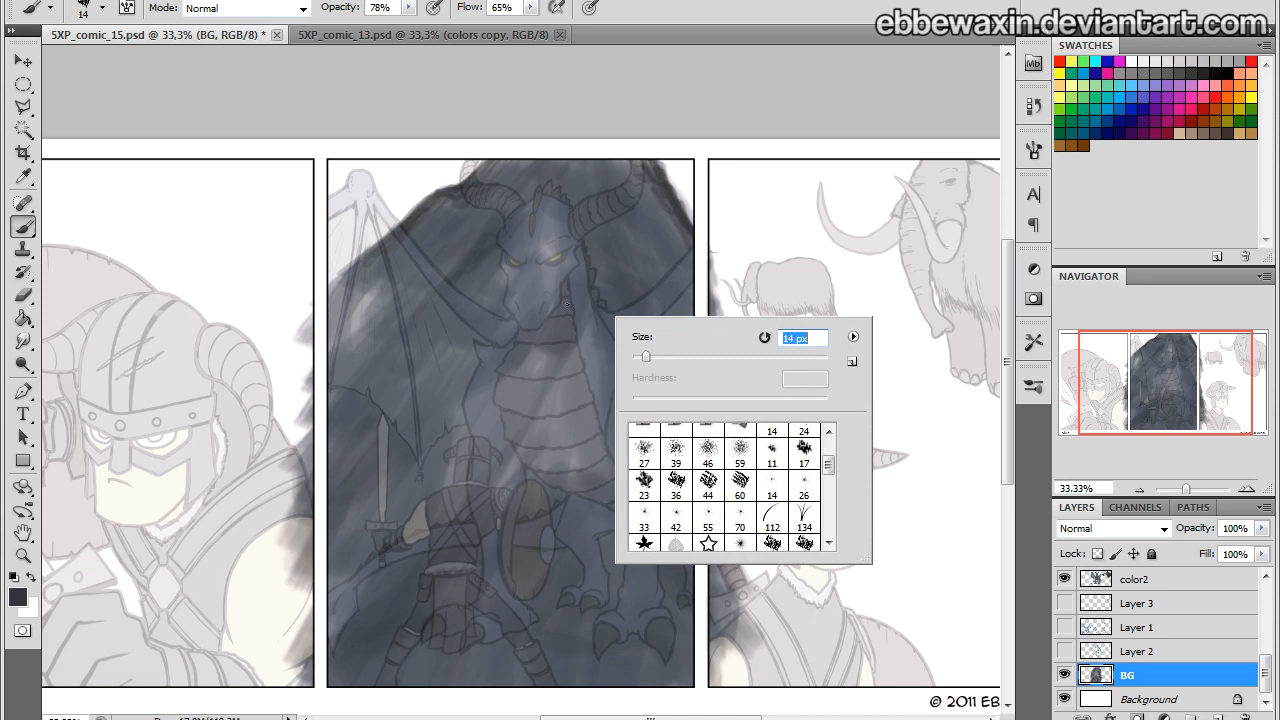 14 Mode: Normal Opacity: 78% Flow: 65%
ebbewaxin.deviantart.com
5XP_comic_15.psd @ 33,3% (BG, RGB/8) * 5XP_comic_13.psd @ 33,3% (colors copy, RGB/8)
SWATCHES
Mb
NAVIGATOR
Size: 14 px
Hardness:
14 24
27 39 46 59 11 17
23 36 44 60 14 26
33 42 55 70 112 134
33.33%
LAYERS CHANNELS PATHS
Normal Opacity: 100%
Lock: Fill: 100%
color2
Layer 3
Layer 1
Layer 2
BG
Background
© 2011 EB